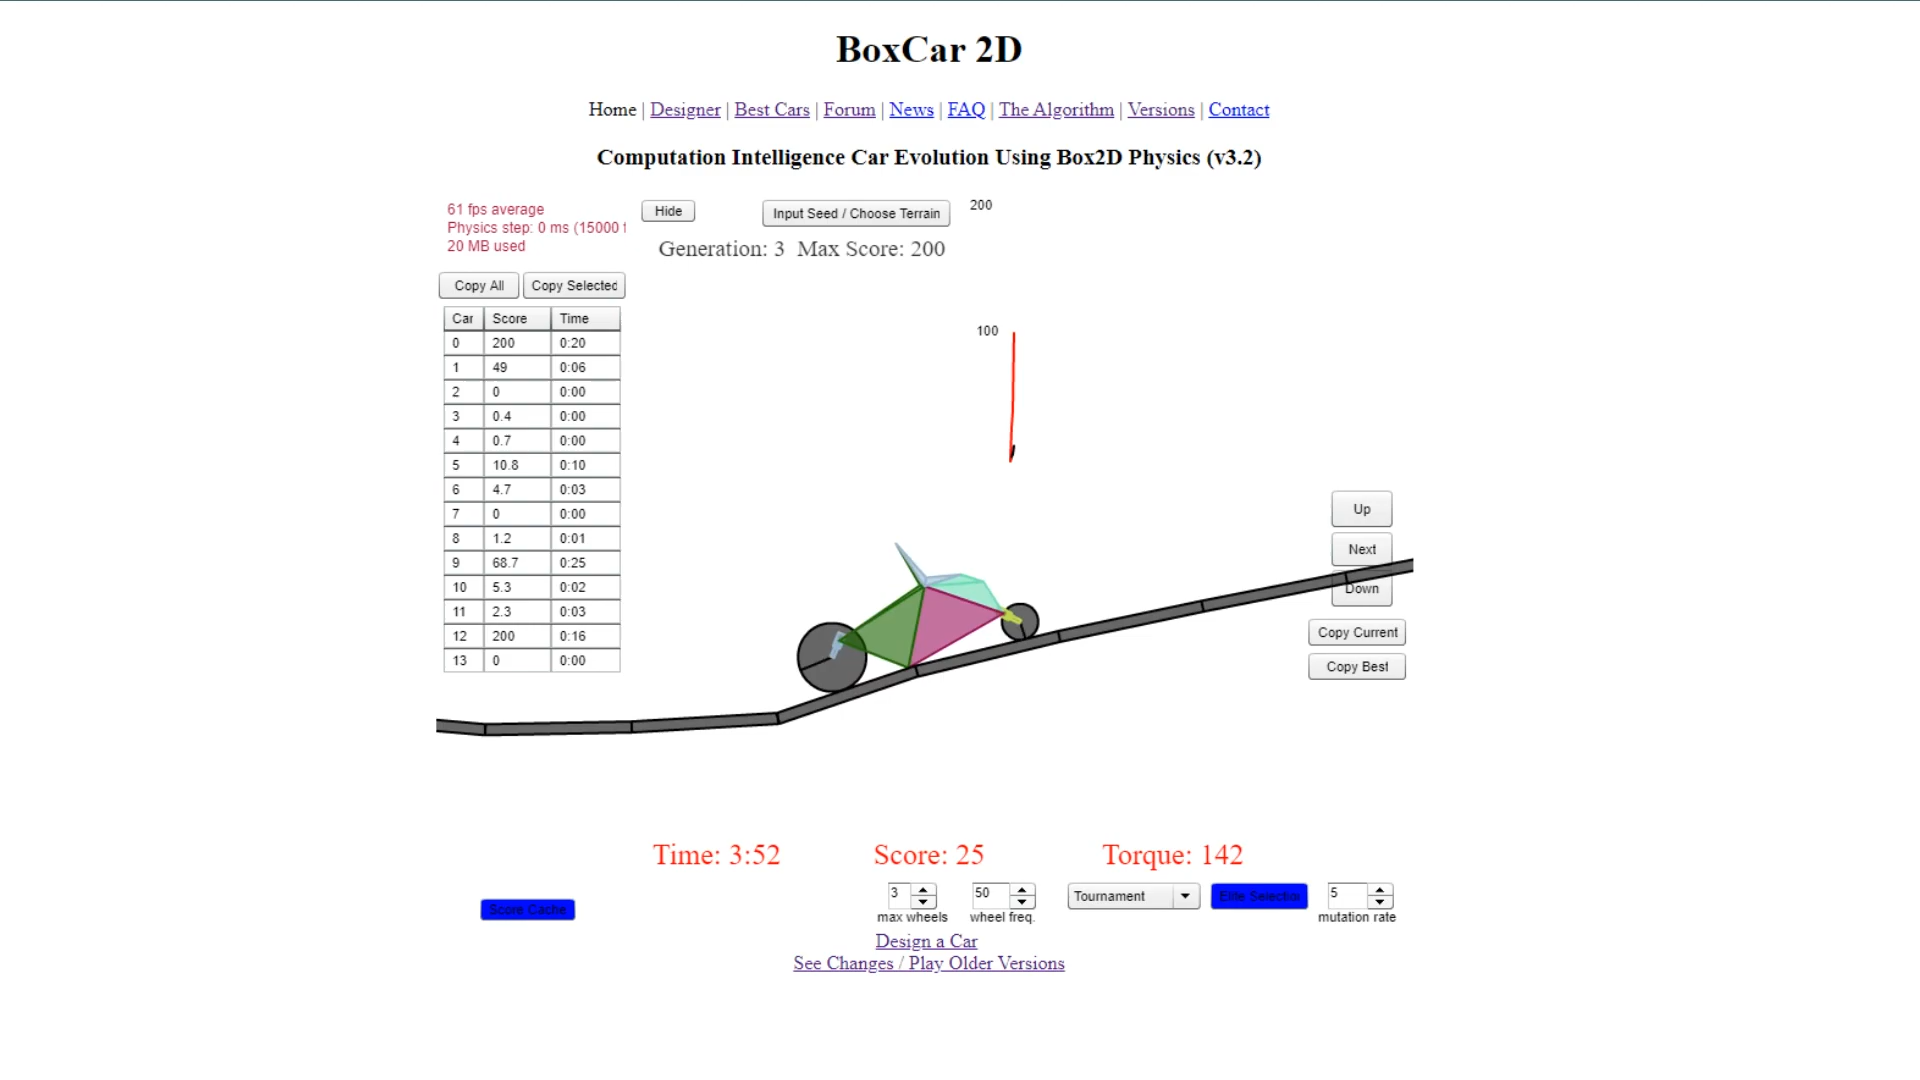 BoxCar 2D
Home | Designer | Best Cars | Forum | News | FAQ | The Algorithm | Versions | Contact
Computation Intelligence Car Evolution Using Box2D Physics (v3.2)
61 fps average
Physics step: 0 ms (15000 f
20 MB used
Hide
Input Seed / Choose Terrain
200
Generation: 3 Max Score: 200
Copy All
Copy Selected
100
Car Score Time
0 200 0:20
1 49 0:06
2 0 0:00
3 0.4 0:00
4 0.7 0:00
5 10.8 0:10
6 4.7 0:03
7 0 0:00
8 1.2 0:01
9 68.7 0:25
10 5.3 0:02
11 2.3 0:03
12 200 0:16
13 0 0:00
Up
Next
Down
Copy Current
Copy Best
Time: 3:52
Score: 25
Torque: 142
Score Cache
3
max wheels
50
wheel freq.
Tournament
Elite Selection
5
mutation rate
Design a Car
See Changes / Play Older Versions